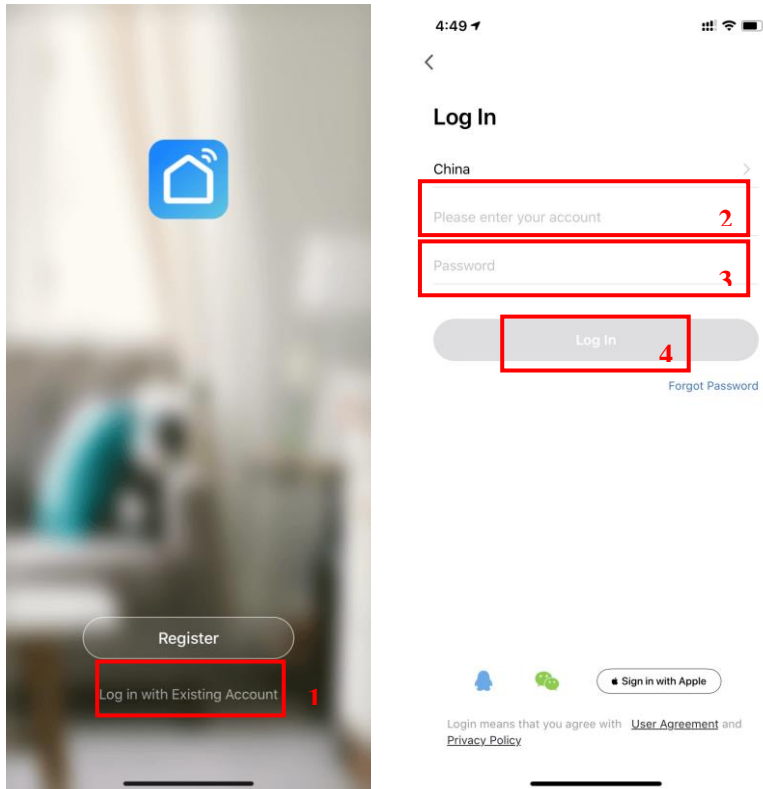 Register
Log in with Existing Account
1
4:49
Log In
China
Please enter your account
2
Password
3
Log In
4
Forgot Password
Sign in with Apple
Login means that you agree with User Agreement and
Privacy Policy